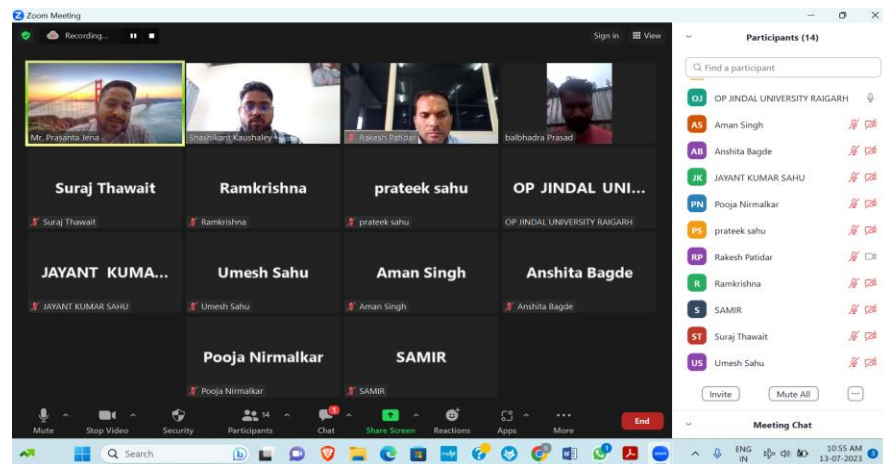 Zoom Meeting
Recording...
Sign in
View
Mr. Prasanta Jena
Shashikant Kaushaley
Rakesh Patidar
balbhadra Prasad
Suraj Thawait
Suraj Thawait
Ramkrishna
Ramkrishna
prateek sahu
prateek sahu
OP JINDAL UNI...
OP JINDAL UNIVERSITY RAIGARH
JAYANT KUMA...
JAYANT KUMAR SAHU
Umesh Sahu
Umesh Sahu
Aman Singh
Aman Singh
Anshita Bagde
Anshita Bagde
Pooja Nirmalkar
Pooja Nirmalkar
SAMIR
SAMIR
Mute
Stop Video
Security
14
Participants
1
Chat
Share Screen
Reactions
Apps
More
End
Participants (14)
Find a participant
OJ OP JINDAL UNIVERSITY RAIGARH
AS Aman Singh
AB Anshita Bagde
JK JAYANT KUMAR SAHU
PN Pooja Nirmalkar
PS prateek sahu
RP Rakesh Patidar
R Ramkrishna
S SAMIR
ST Suraj Thawait
US Umesh Sahu
Invite
Mute All
...
Meeting Chat
Search
ENG
IN
10:55 AM
13-07-2023